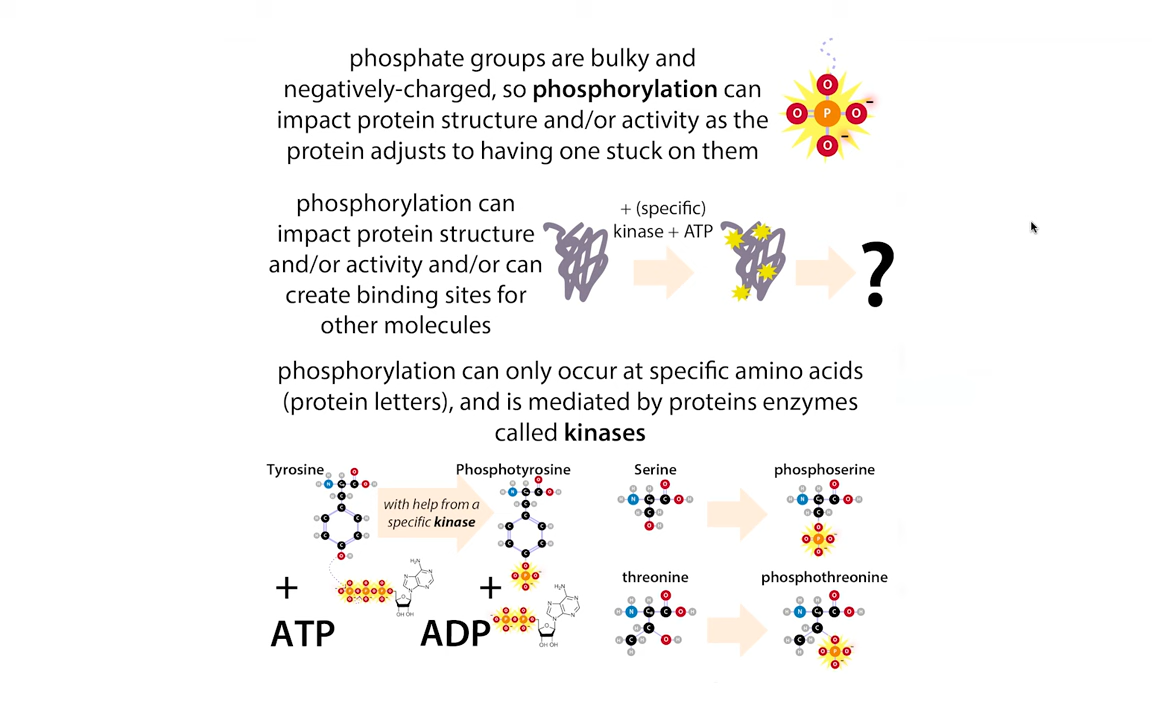 phosphate groups are bulky and
negatively-charged, so phosphorylation can
impact protein structure and/or activity as the
protein adjusts to having one stuck on them
O
O P O
O
phosphorylation can
impact protein structure
and/or activity and/or can
create binding sites for
other molecules
+ (specific)
kinase + ATP
?
phosphorylation can only occur at specific amino acids
(protein letters), and is mediated by proteins enzymes
called kinases
Tyrosine
with help from a
specific kinase
Phosphotyrosine
Serine
phosphoserine
+
ATP
+
ADP
threonine
phosphothreonine